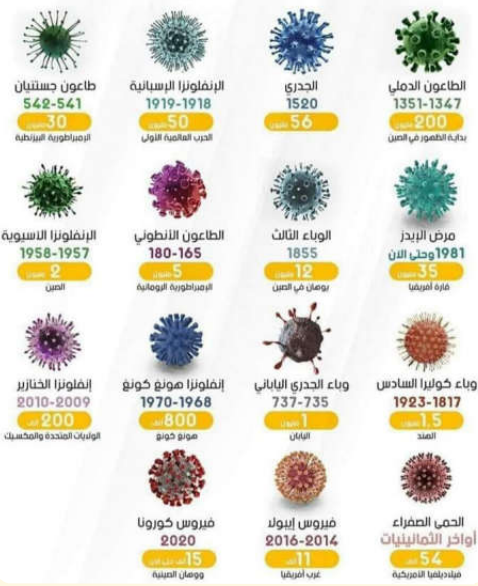 الطاعون الدملي
1351-1347
200 مليون
بداية الظهور في الصين
الجدري
1520
56 مليون
الإنفلونزا الإسبانية
1919-1918
50 مليون
الحرب العالمية الأولى
طاعون جستنيان
542-541
30 مليون
الإمبراطورية البيزنطية
مرض الإيدز
1981 وحتى الآن
35 مليون
قارة أفريقيا
الوباء الثالث
1855
12 مليون
يوهان في الصين
الطاعون الأنطوني
180-165
5 مليون
الإمبراطورية الرومانية
الإنفلونزا الآسيوية
1958-1957
2 مليون
الصين
وباء كوليرا السادس
1923-1817
1,5 مليون
الهند
وباء الجدري الياباني
737-735
1 مليون
اليابان
إنفلونزا هونغ كونغ
1970-1968
800 ألف
هونغ كونغ
إنفلونزا الخنازير
2010-2009
200 ألف
الولايات المتحدة والمكسيك
الحمى الصفراء
أواخر الثمانينيات
54 ألف
فيلادلفيا الأمريكية
فيروس إيبولا
2016-2014
11 ألف
غرب أفريقيا
فيروس كورونا
2020
15 ألف حتى الآن
ووهان الصينية